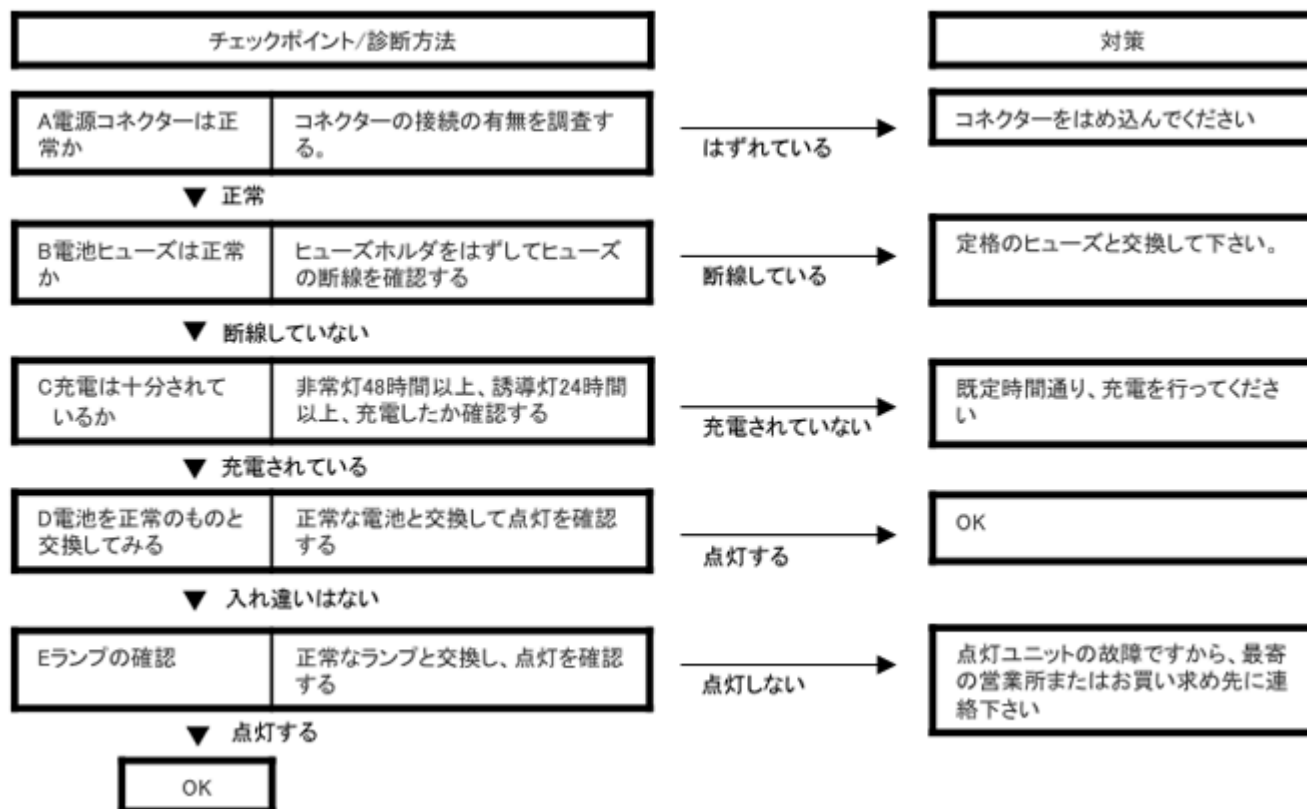 チェックポイント/診断方法
対策
A電源コネクターは正
常か
コネクターの接続の有無を調査す
る。
はずれている
コネクターをはめ込んでください
▼ 正常
B電池ヒューズは正常
か
ヒューズホルダをはずしてヒューズ
の断線を確認する
断線している
定格のヒューズと交換して下さい。
▼ 断線していない
C充電は十分されて
いるか
非常灯48時間以上、誘導灯24時間
以上、充電したか確認する
充電されていない
既定時間通り、充電を行ってくださ
い
▼ 充電されている
D電池を正常のものと
交換してみる
正常な電池と交換して点灯を確認
する
点灯する
OK
▼ 入れ違いはない
Eランプの確認
正常なランプと交換し、点灯を確認
する
点灯しない
点灯ユニットの故障ですから、最寄
の営業所またはお買い求め先に連
絡下さい
▼ 点灯する
OK